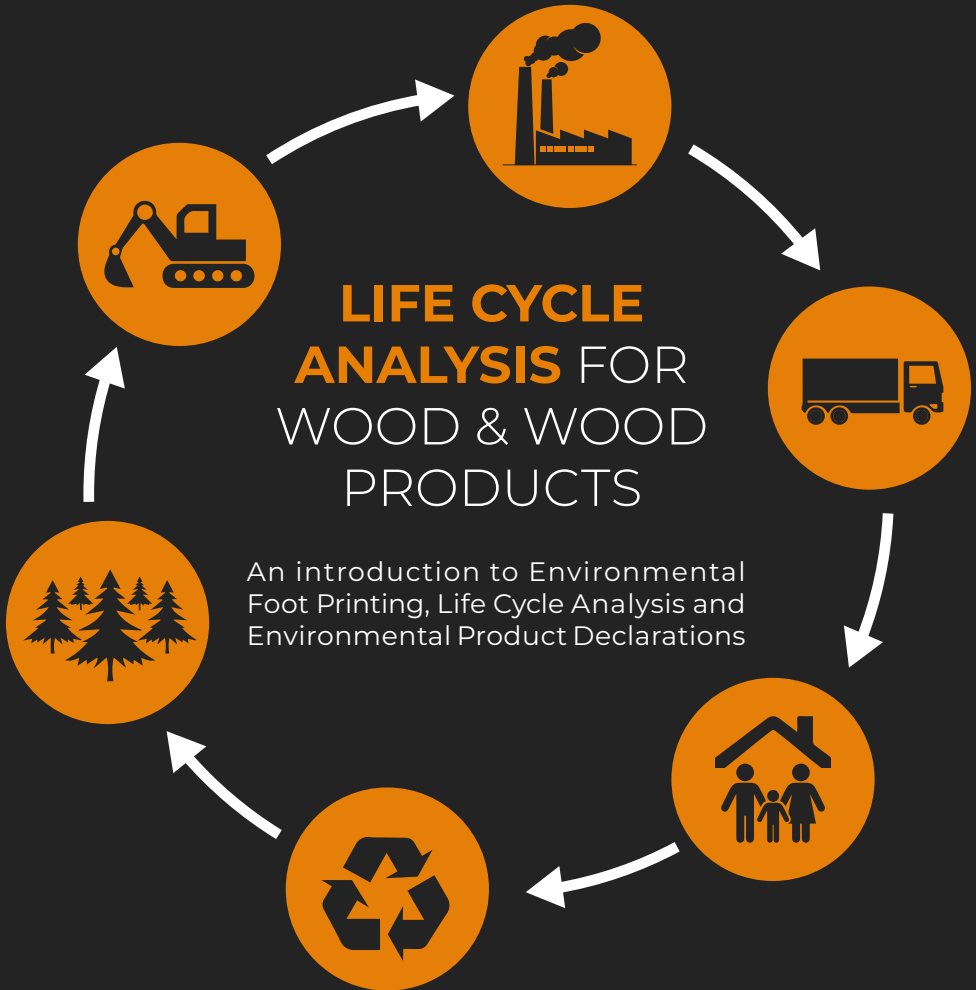 LIFE CYCLE
ANALYSIS FOR
WOOD & WOOD
PRODUCTS
An introduction to Environmental
Foot Printing, Life Cycle Analysis and
Environmental Product Declarations